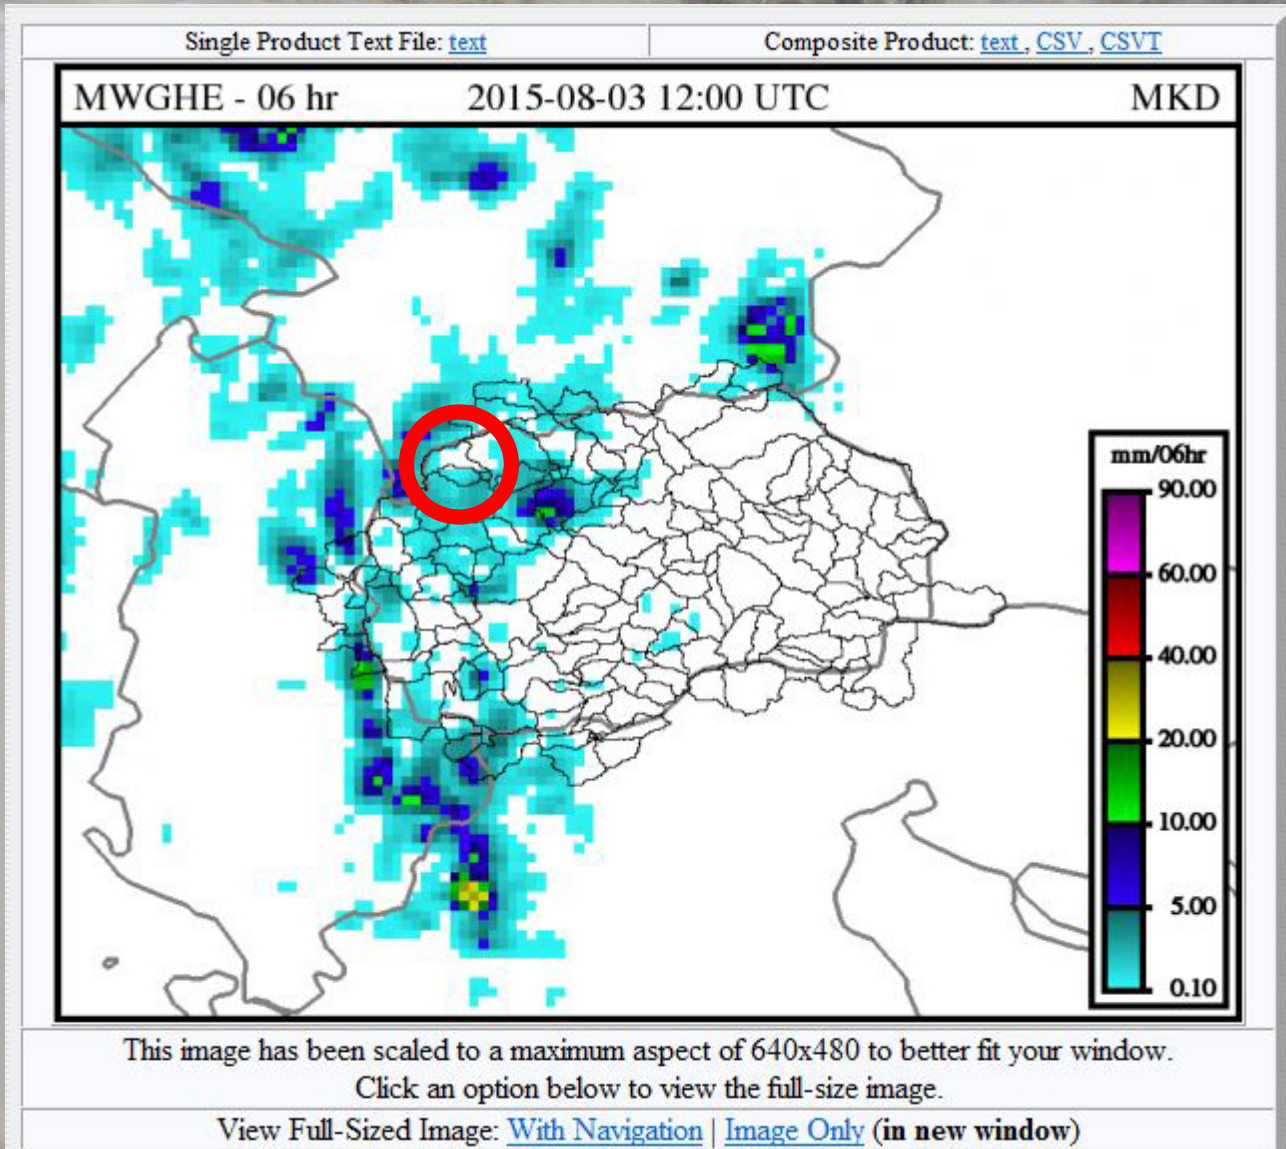 Single Product Text File: text
Composite Product: text , CSV , CSVT
MWGHE - 06 hr 2015-08-03 12:00 UTC MKD
mm/06hr
90.00
60.00
40.00
20.00
10.00
5.00
0.10
This image has been scaled to a maximum aspect of 640x480 to better fit your window.
Click an option below to view the full-size image.
View Full-Sized Image: With Navigation | Image Only (in new window)